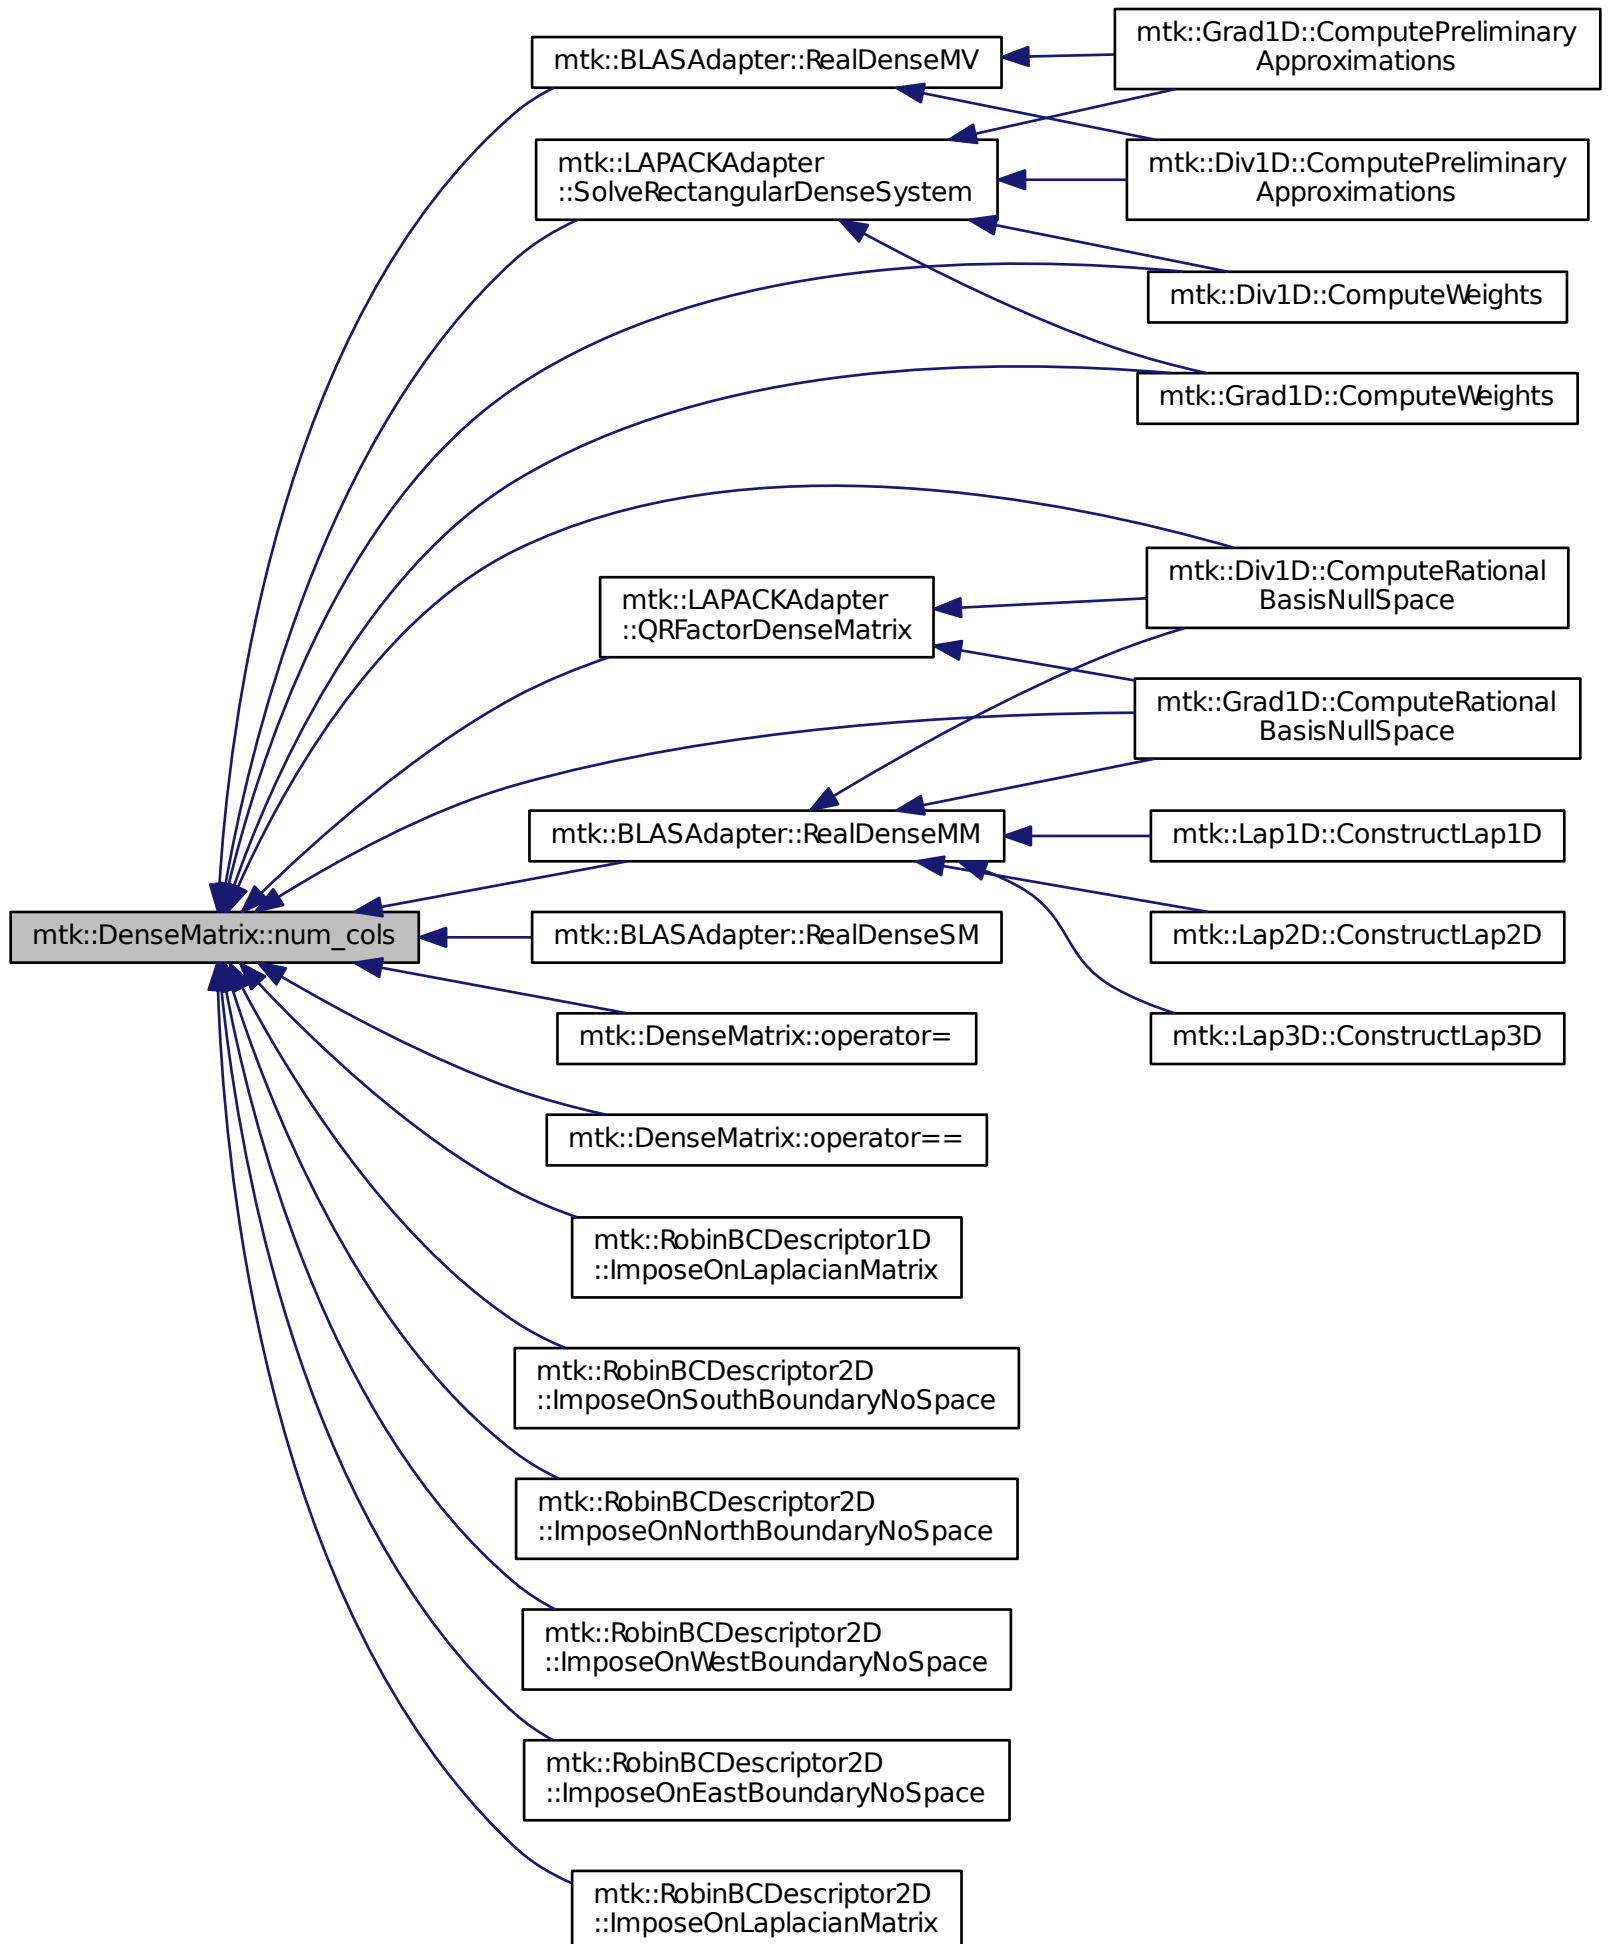 mtk::Grad1D::ComputePreliminary
Approximations
mtk::BLASAdapter::RealDenseMV
mtk::LAPACKAdapter
::SolveRectangularDenseSystem
mtk::Div1D::ComputePreliminary
Approximations
mtk::Div1D::ComputeWeights
mtk::Grad1D::ComputeWeights
mtk::LAPACKAdapter
::QRFactorDenseMatrix
mtk::Div1D::ComputeRational
BasisNullSpace
mtk::Grad1D::ComputeRational
BasisNullSpace
mtk::BLASAdapter::RealDenseMM
mtk::Lap1D::ConstructLap1D
mtk::DenseMatrix::num_cols
mtk::BLASAdapter::RealDenseSM
mtk::Lap2D::ConstructLap2D
mtk::DenseMatrix::operator=
mtk::Lap3D::ConstructLap3D
mtk::DenseMatrix::operator==
mtk::RobinBCDescriptor1D
::ImposeOnLaplacianMatrix
mtk::RobinBCDescriptor2D
::ImposeOnSouthBoundaryNoSpace
mtk::RobinBCDescriptor2D
::ImposeOnNorthBoundaryNoSpace
mtk::RobinBCDescriptor2D
::ImposeOnWestBoundaryNoSpace
mtk::RobinBCDescriptor2D
::ImposeOnEastBoundaryNoSpace
mtk::RobinBCDescriptor2D
::ImposeOnLaplacianMatrix